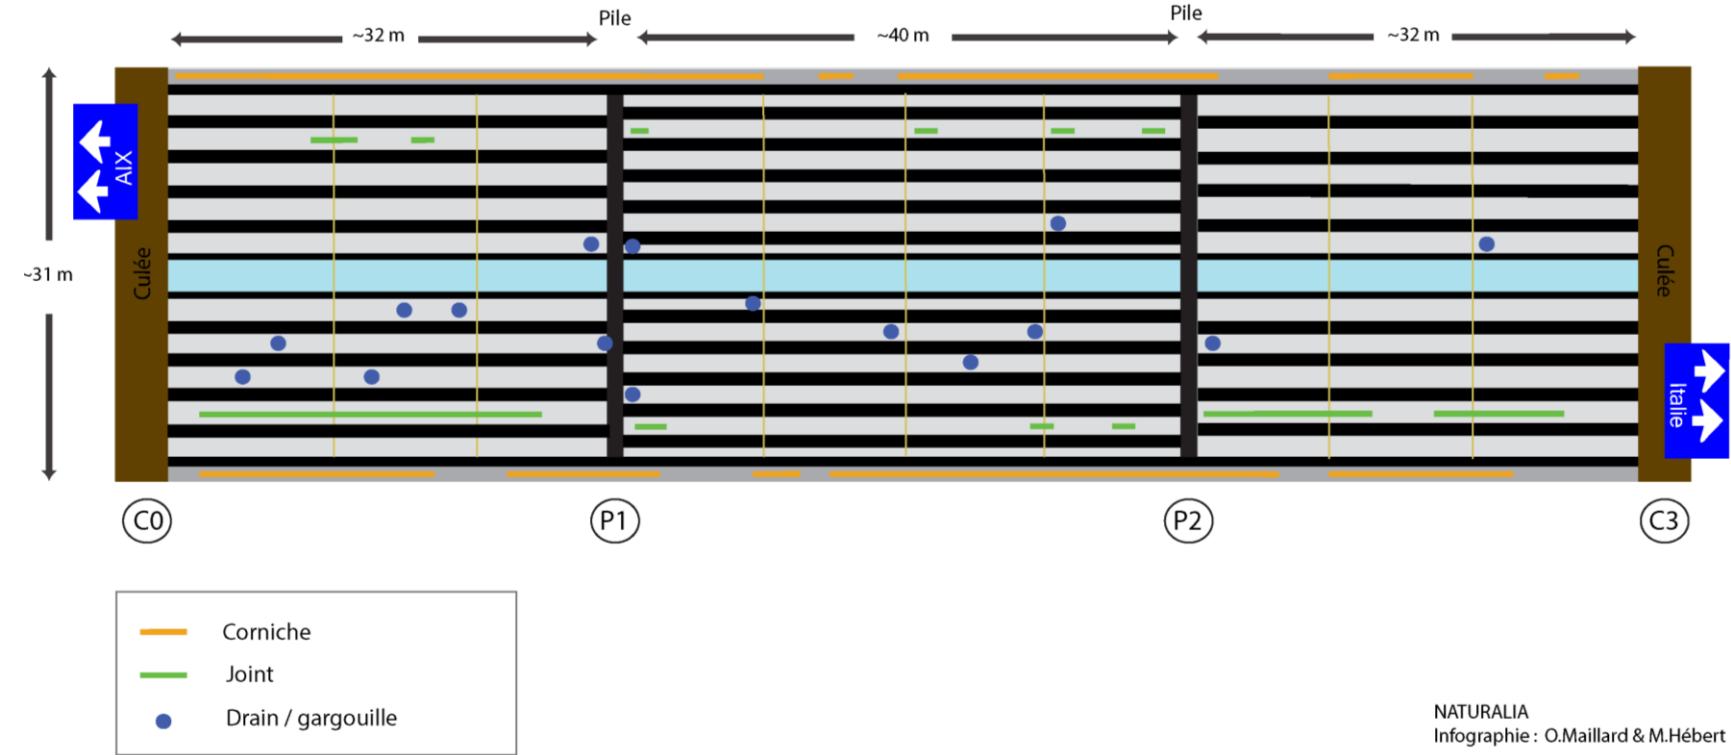 Pile
Pile
~32 m
~40 m
~32 m
AIX
~31 m
Culée
Culée
Italie
C0
P1
P2
C3
Corniche
Joint
Drain / gargouille
NATURALIA
Infographie : O.Maillard & M.Hébert